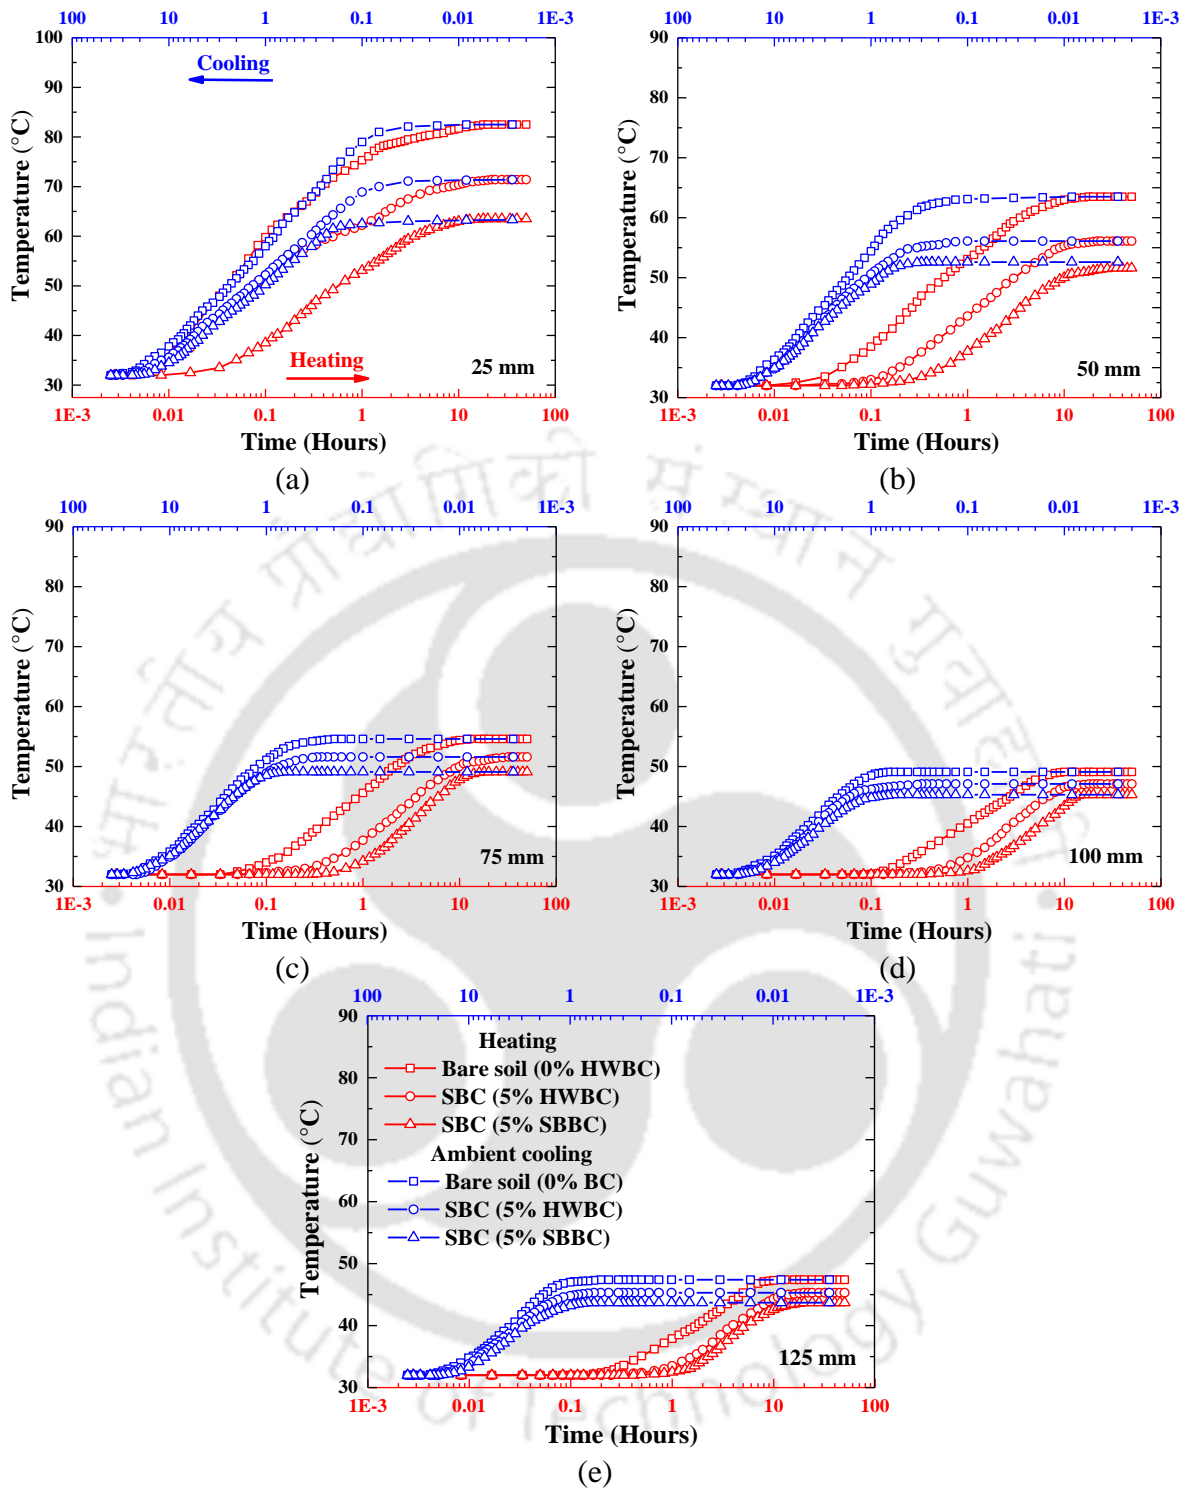 100 10 1 0.1 0.01 1E-3
100
90
80
70
60
50
40
30
Temperature (°C)
Cooling
Heating
25 mm
1E-3 0.01 0.1 1 10 100
Time (Hours)
(a)
100 10 1 0.1 0.01 1E-3
90
80
70
60
50
40
30
Temperature (°C)
50 mm
1E-3 0.01 0.1 1 10 100
Time (Hours)
(b)
100 10 1 0.1 0.01 1E-3
90
80
70
60
50
40
30
Temperature (°C)
75 mm
1E-3 0.01 0.1 1 10 100
Time (Hours)
(c)
100 10 1 0.1 0.01 1E-3
90
80
70
60
50
40
30
Temperature (°C)
100 mm
1E-3 0.01 0.1 1 10 100
Time (Hours)
(d)
100 10 1 0.1 0.01 1E-3
90
80
70
60
50
40
30
Temperature (°C)
Heating
Bare soil (0% HWBC)
SBC (5% HWBC)
SBC (5% SBBC)
Ambient cooling
Bare soil (0% BC)
SBC (5% HWBC)
SBC (5% SBBC)
125 mm
1E-3 0.01 0.1 1 10 100
Time (Hours)
(e)
भारतीय प्रौद्योगिकी संस्थान गुवाहाटी
Indian Institute of Technology Guwahati